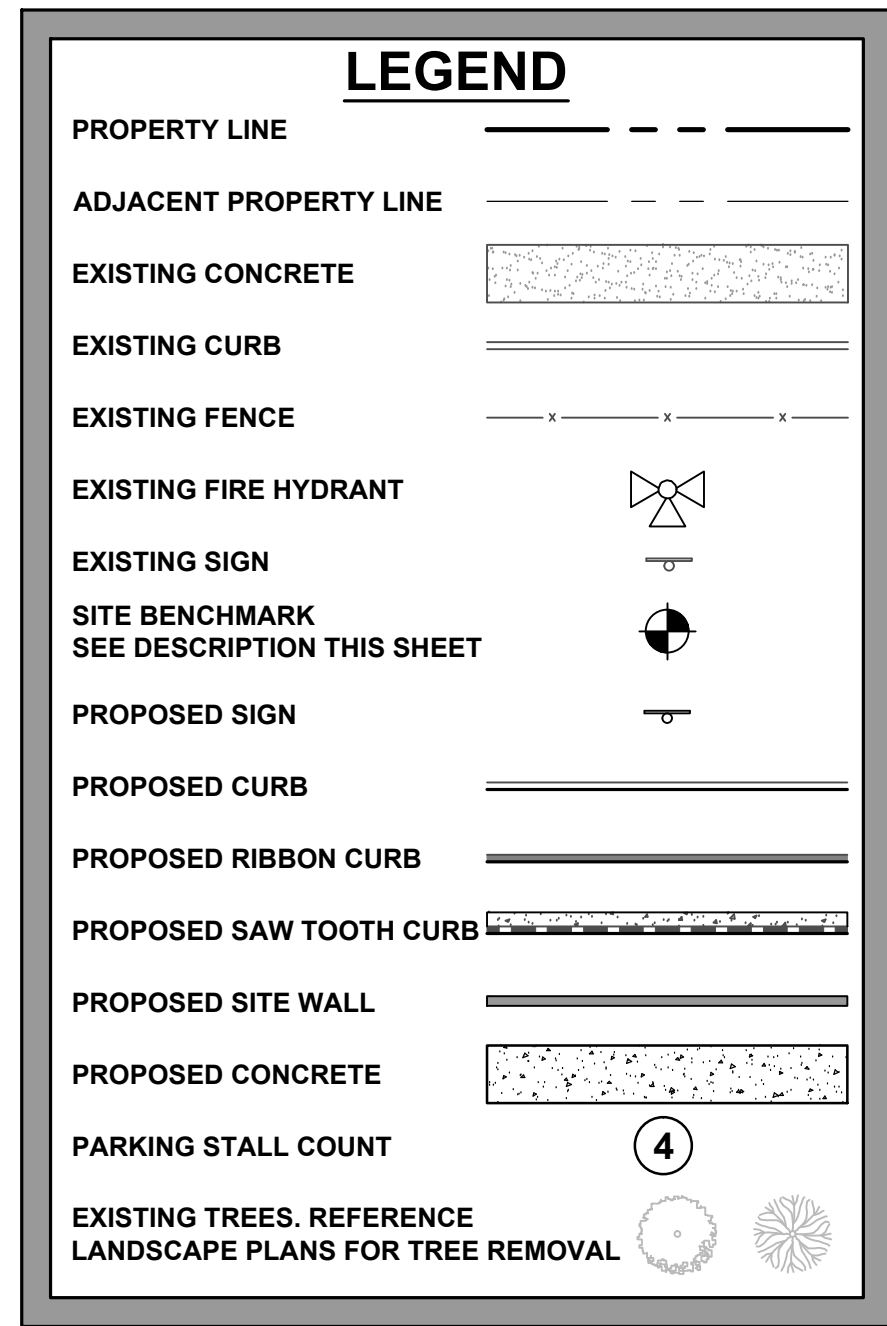 LEGEND
PROPERTY LINE
ADJACENT PROPERTY LINE
EXISTING CONCRETE
EXISTING CURB
EXISTING FENCE
x x x
EXISTING FIRE HYDRANT
EXISTING SIGN
SITE BENCHMARK
SEE DESCRIPTION THIS SHEET
PROPOSED SIGN
PROPOSED CURB
PROPOSED RIBBON CURB
PROPOSED SAW TOOTH CURB
PROPOSED SITE WALL
PROPOSED CONCRETE
PARKING STALL COUNT 4
EXISTING TREES. REFERENCE
LANDSCAPE PLANS FOR TREE REMOVAL